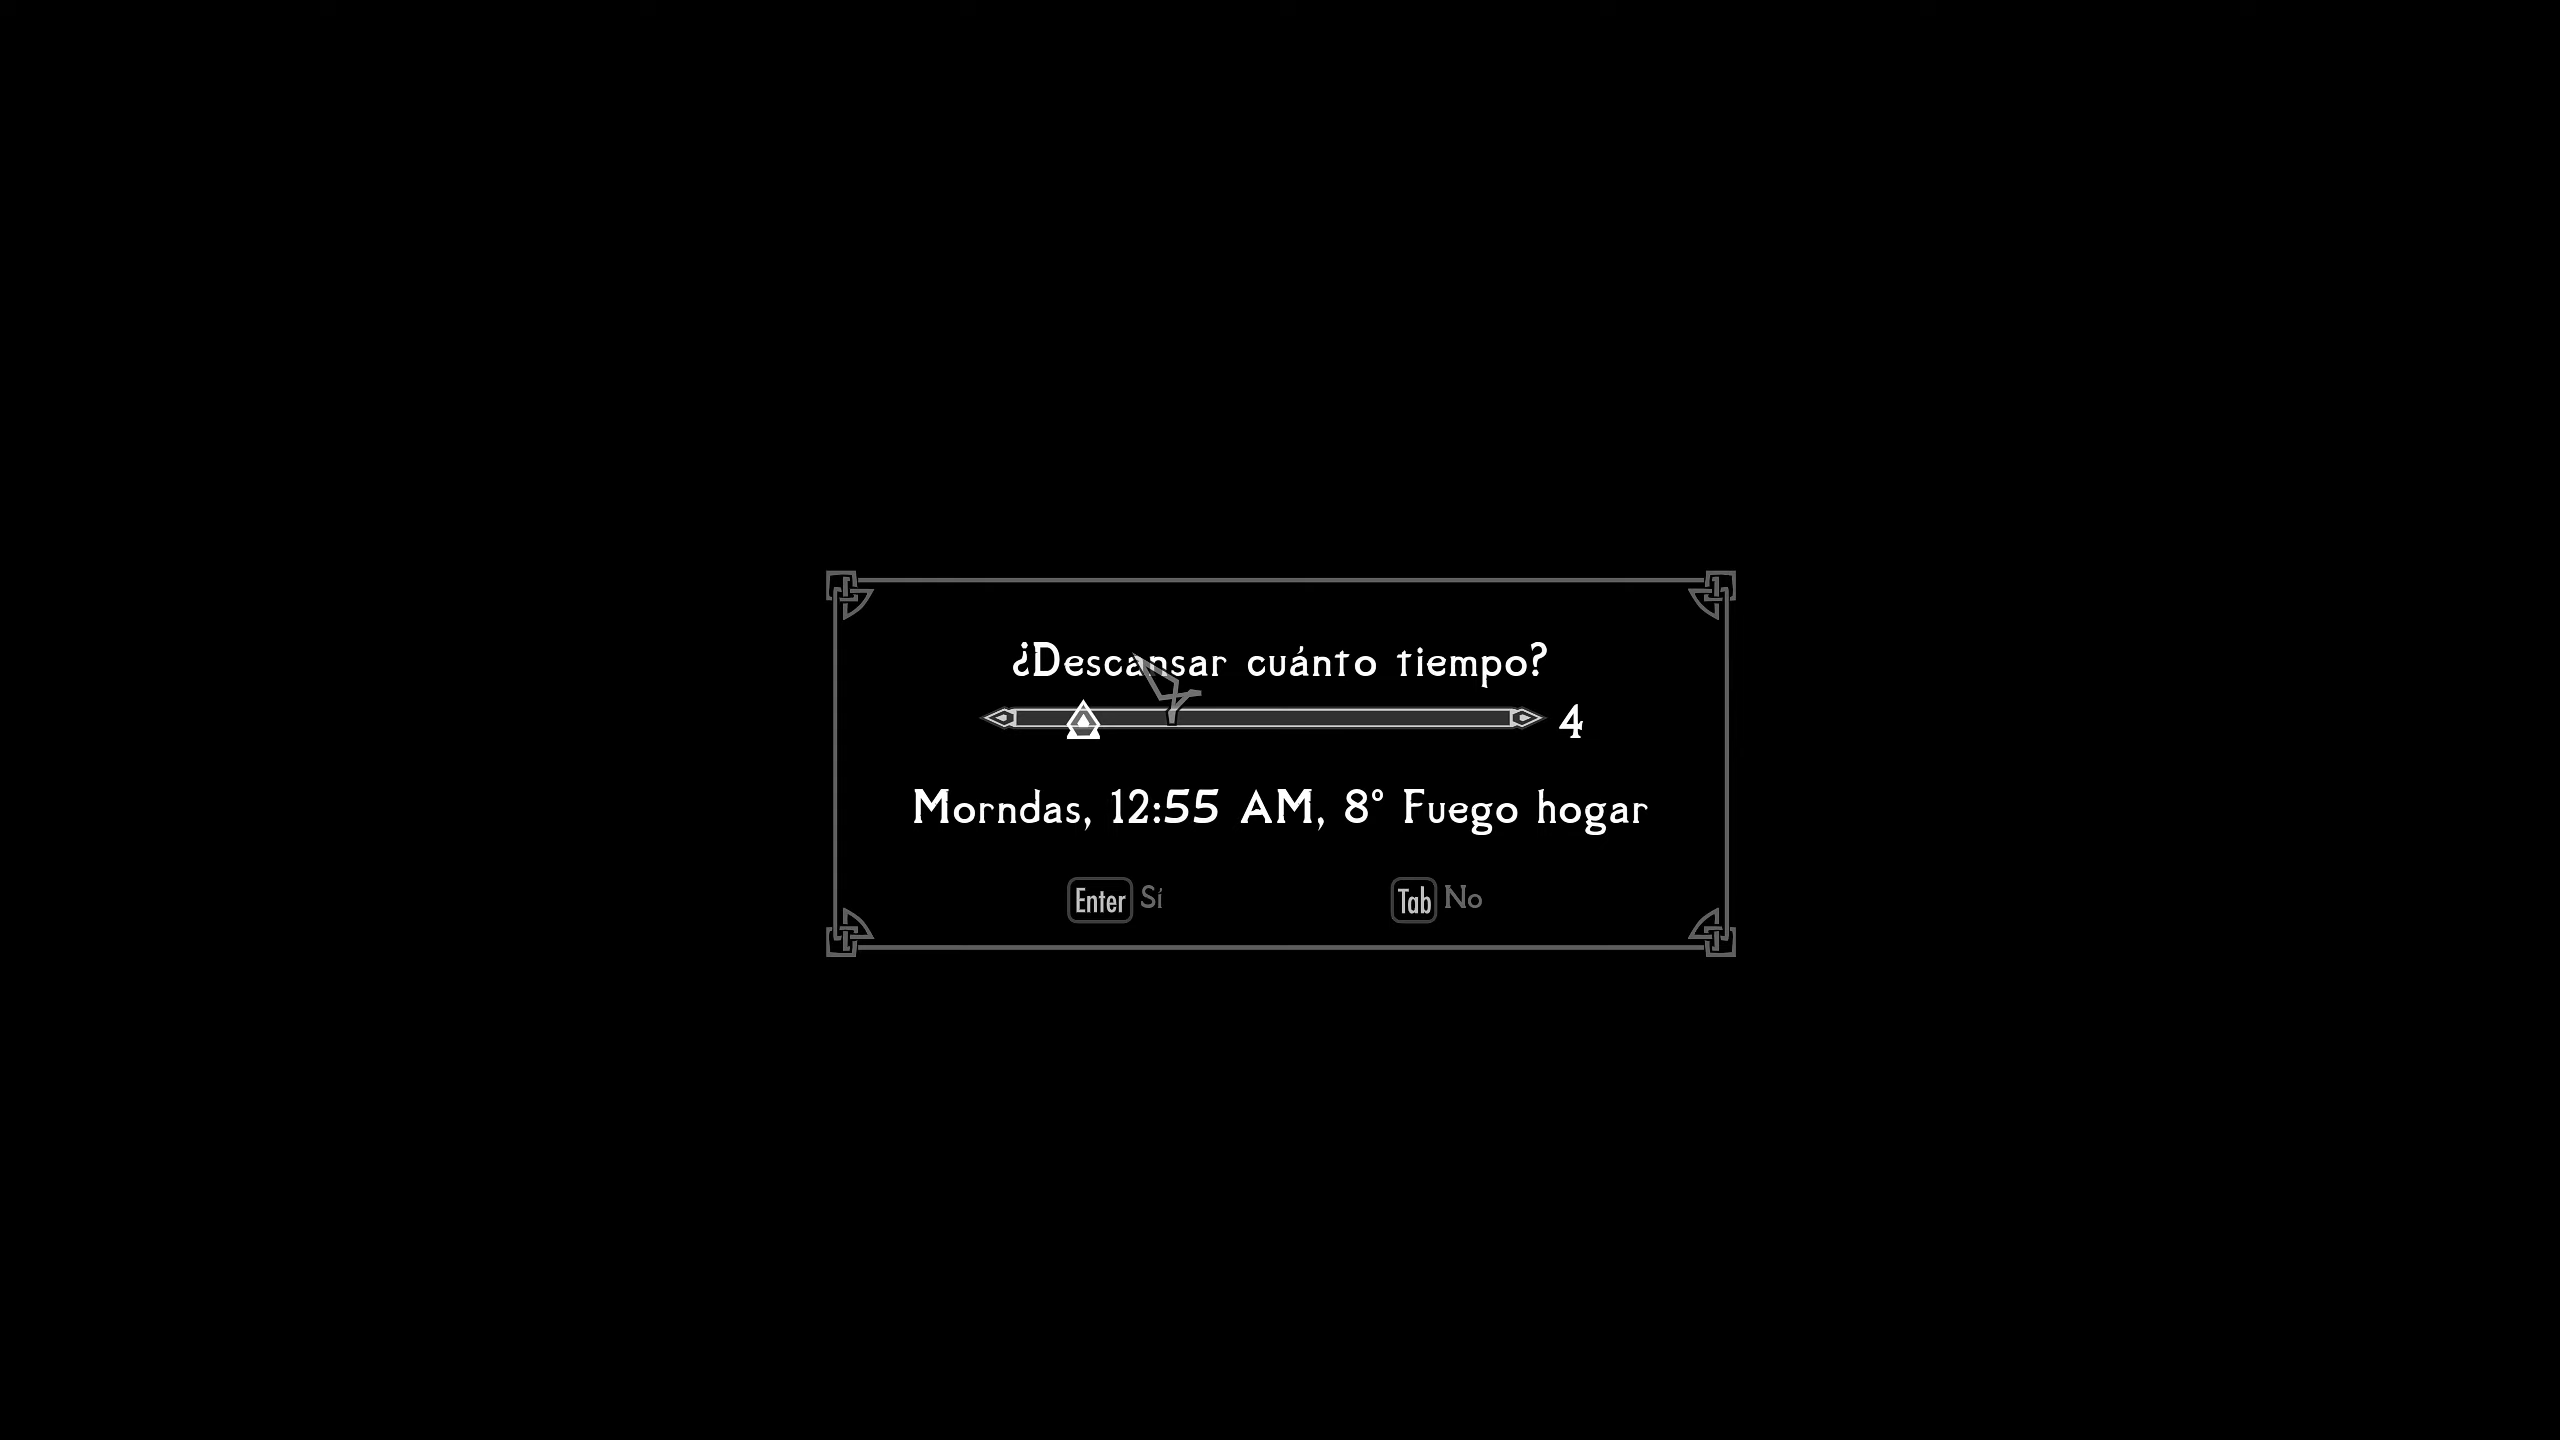 ¿Descansar cuánto tiempo?
4
Morndas, 12:55 AM, 8° Fuego hogar
Enter Sí
Tab No